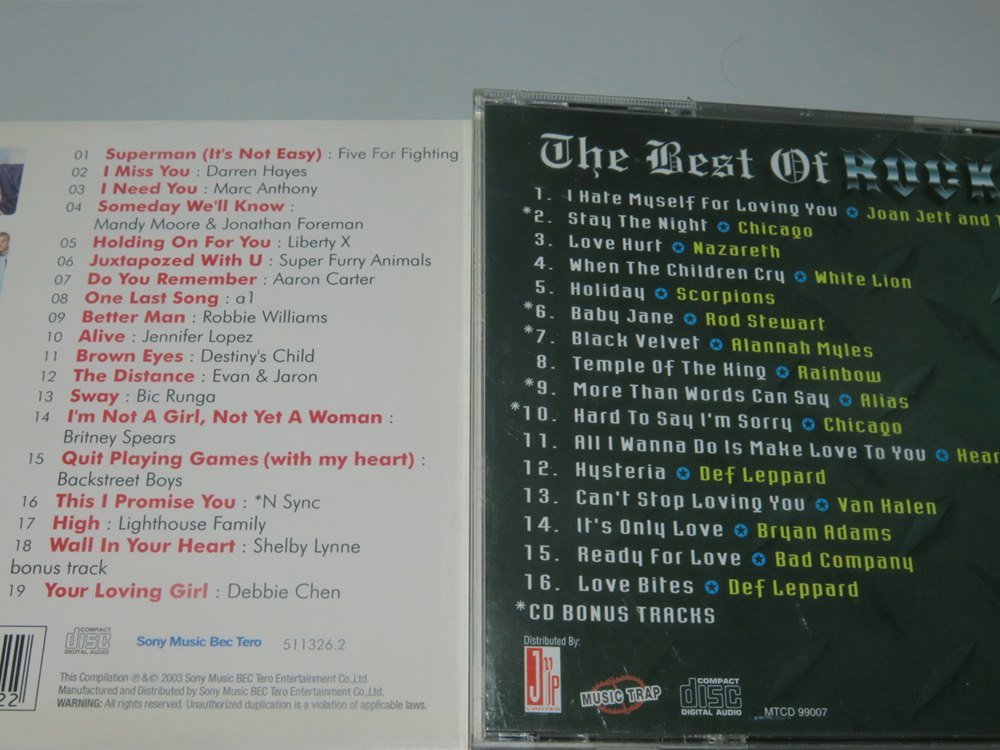 01 Superman (It's Not Easy) : Five For Fighting
02 I Miss You : Darren Hayes
03 I Need You : Marc Anthony
04 Someday We'll Know :
Mandy Moore & Jonathan Foreman
05 Holding On For You : Liberty X
06 Juxtapozed With U : Super Furry Animals
07 Do You Remember : Aaron Carter
08 One Last Song : a1
09 Better Man : Robbie Williams
10 Alive : Jennifer Lopez
11 Brown Eyes : Destiny's Child
12 The Distance : Evan & Jaron
13 Sway : Bic Runga
14 I'm Not A Girl, Not Yet A Woman :
Britney Spears
15 Quit Playing Games (with my heart) :
Backstreet Boys
16 This I Promise You : *N Sync
17 High : Lighthouse Family
18 Wall In Your Heart : Shelby Lynne
bonus track
19 Your Loving Girl : Debbie Chen
COMPACT
disc
DIGITAL AUDIO
Sony Music Bec Tero 511326.2
This Compilation ℗&© 2003 Sony Music BEC Tero Entertainment Co.,Ltd
Manufactured and Distributed by Sony Music BEC Tero Entertainment Co.,Ltd.
WARNING: All rights reserved. Unauthorized duplication is a violation of applicable laws.
22
The Best Of ROCK
1. I Hate Myself For Loving You Joan Jett and
*2. Stay The Night Chicago
3. Love Hurt Nazareth
4. When The Children Cry White Lion
5. Holiday Scorpions
*6. Baby Jane Rod Stewart
*7. Black Velvet Alannah Myles
8. Temple Of The King Rainbow
*9. More Than Words Can Say Alias
*10. Hard To Say I'm Sorry Chicago
11. All I Wanna Do Is Make Love To You Hear
12. Hysteria Def Leppard
13. Can't Stop Loving You Van Halen
14. It's Only Love Bryan Adams
15. Ready For Love Bad Company
16. Love Bites Def Leppard
*CD BONUS TRACKS
Distributed By:
J'llp
LIMITED
MUSIC TRAP
COMPACT
disc
DIGITAL AUDIO
MTCD 99007